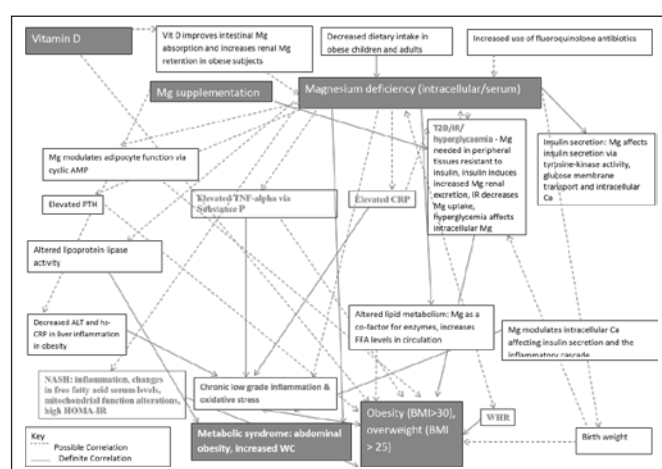 Vitamin D
Vit D improves intestinal Mg
absorption and increases renal Mg
retention in obese subjects
Decreased dietary intake in
obese children and adults
Increased use of fluoroquinolone antibiotics
Magnesium deficiency (intracellular/serum)
Mg supplementation
T2D/IR/
hyperglycaemia - Mg
needed in peripheral
tissues resistant to
Insulin, Insulin induces
increased Mg renal
excretion, IR decreases
Mg uptake,
hyperglycemia affects
intracellular Mg
Insulin secretion: Mg affects
insulin secretion via
tyrosine-kinase activity,
glucose membrane
transport and intracellular
Ca
Mg modulates adipocyte function via
cyclic AMP
Elevated PTH
Elevated TNF-alpha via
Substance P
Elevated CRP
Altered lipoprotein lipase
activity
Altered lipid metabolism: Mg as a
co-factor for enzymes, increases
FFA levels in circulation
Mg modulates intracellular Ca
affecting insulin secretion and the
inflammatory cascade
Decreased ALT and hs-
CRP in liver inflammation
in obesity
NASH: inflammation, changes
in free fatty acid serum levels,
mitochondrial function alterations,
high HOMA-IR
Chronic low grade inflammation &
oxidative stress
Obesity (BMI>30),
overweight (BMI
> 25)
WHR
Metabolic syndrome: abdominal
obesity, increased WC
Birth weight
Key
Possible Correlation
Definite Correlation